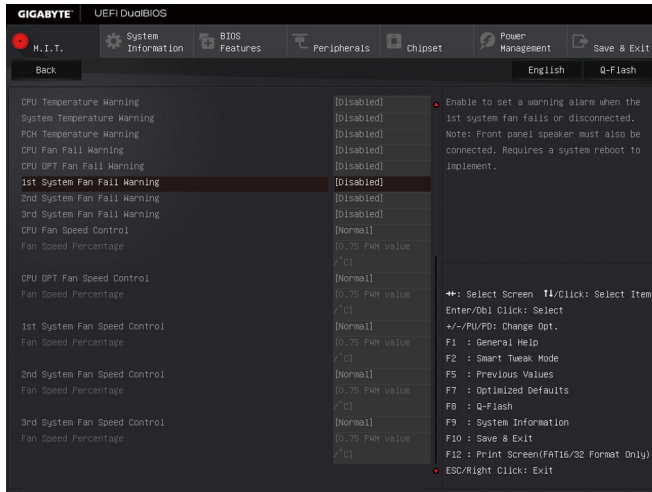 GIGABYTE™ UEFI DualBIOS
M.I.T. System Information BIOS Features Peripherals Chipset Power Management Save & Exit
Back English Q-Flash
CPU Temperature Warning [Disabled]
System Temperature Warning [Disabled]
PCH Temperature Warning [Disabled]
CPU Fan Fail Warning [Disabled]
CPU OPT Fan Fail Warning [Disabled]
1st System Fan Fail Warning [Disabled]
2nd System Fan Fail Warning [Disabled]
3rd System Fan Fail Warning [Disabled]
CPU Fan Speed Control [Normal]
Fan Speed Percentage [0.75 PWM value
/°C]
CPU OPT Fan Speed Control [Normal]
Fan Speed Percentage [0.75 PWM value
/°C]
1st System Fan Speed Control [Normal]
Fan Speed Percentage [0.75 PWM value
/°C]
2nd System Fan Speed Control [Normal]
Fan Speed Percentage [0.75 PWM value
/°C]
3rd System Fan Speed Control [Normal]
Fan Speed Percentage [0.75 PWM value
/°C]
Enable to set a warning alarm when the
1st system fan fails or disconnected.
Note: Front panel speaker must also be
connected. Requires a system reboot to
implement.
→←: Select Screen ↑↓/Click: Select Item
Enter/Dbl Click: Select
+/-/PU/PD: Change Opt.
F1 : General Help
F2 : Smart Tweak Mode
F5 : Previous Values
F7 : Optimized Defaults
F8 : Q-Flash
F9 : System Information
F10 : Save & Exit
F12 : Print Screen(FAT16/32 Format Only)
ESC/Right Click: Exit